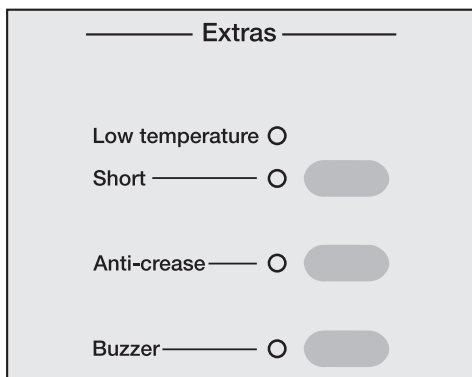 Extras
Low temperature
Short
Anti-crease
Buzzer